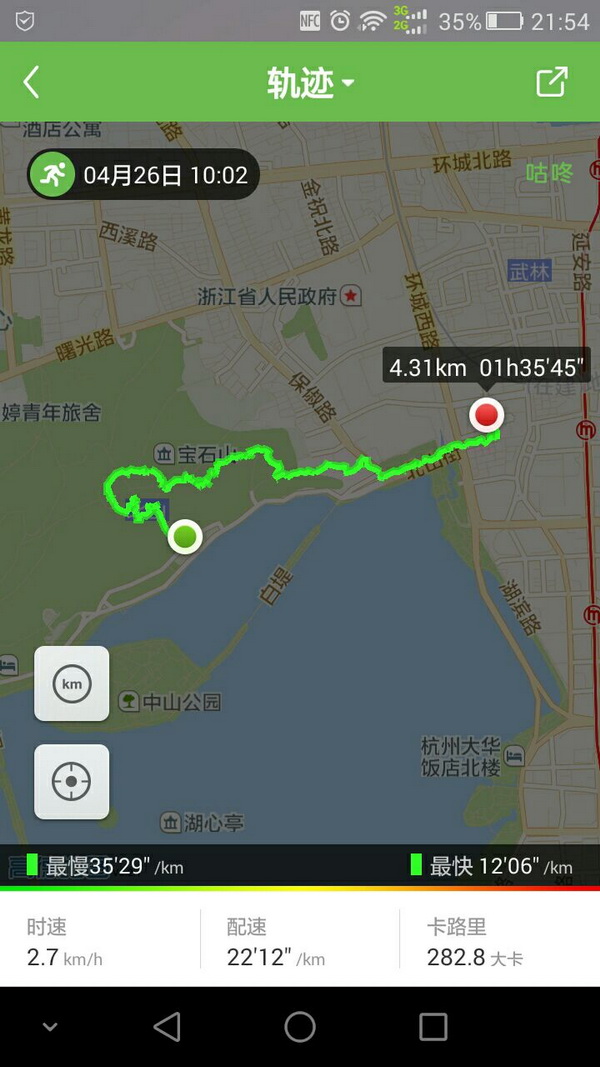 NFC 3G 2G 35% 21:54
轨迹
酒店公寓
04月26日 10:02
环城北路
咕咚
金祝北路
西溪路
延安路
武林
浙江省人民政府
环城西路
曙光路
4.31km 01h35'45"
保俶路
婷青年旅舍
宝石山
北山街
白堤
湖滨路
km
中山公园
杭州大华
饭店北楼
湖心亭
最慢35'29" /km
最快 12'06" /km
时速
配速
卡路里
2.7 km/h
22'12" /km
282.8 大卡